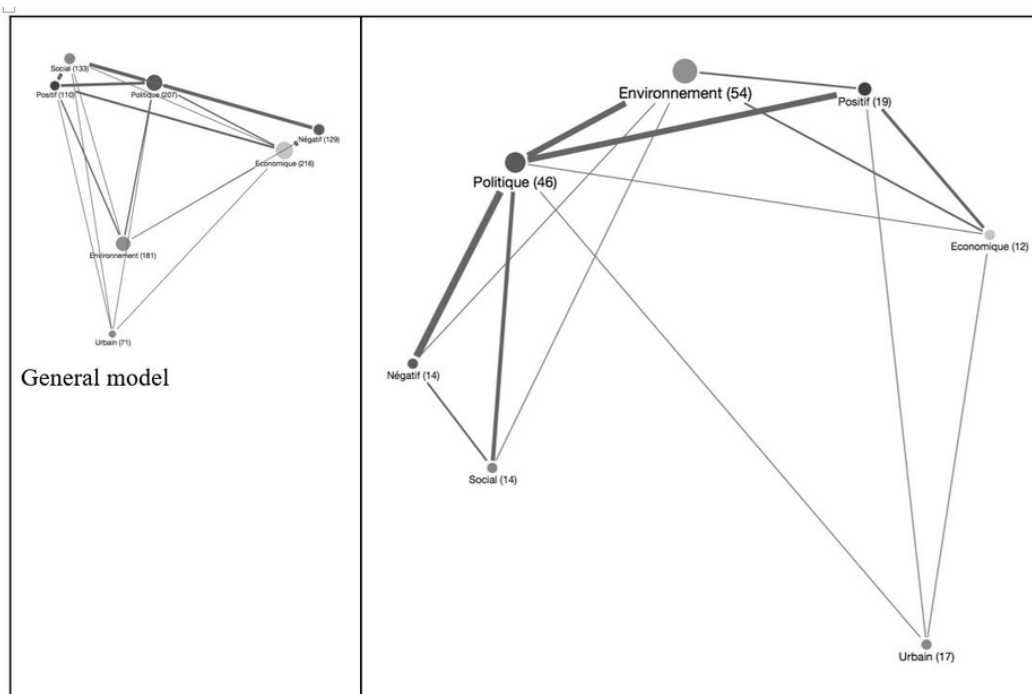 Social (133)
Positif (110)
Politique (207)
Négatif (129)
Economique (216)
Environnement (181)
Urbain (71)
General model
Environnement (54)
Positif (19)
Politique (46)
Economique (12)
Négatif (14)
Social (14)
Urbain (17)